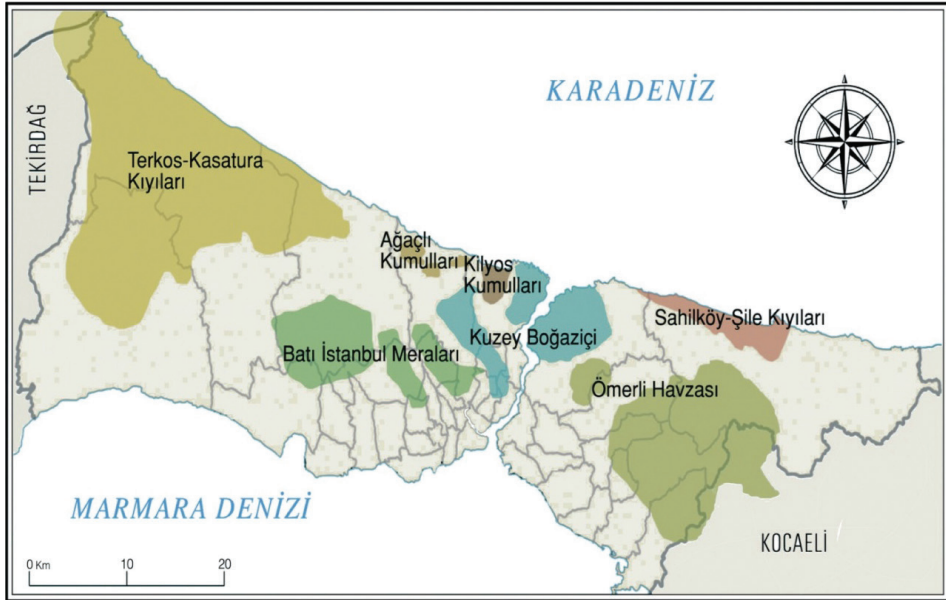 KARADENİZ
TEKİRDAĞ
Terkos-Kasatura
Kıyıları
Ağaçlı
Kumulları
Kilyos
Kumulları
Sahilköy-Şile Kıyıları
Kuzey Boğaziçi
Batı İstanbul Meraları
Ömerli Havzası
MARMARA DENİZİ
KOCAELİ
0 Km 10 20